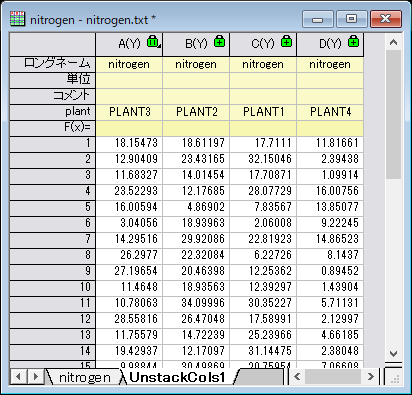 nitrogen - nitrogen.txt *
A(Y) B(Y) C(Y) D(Y)
ロングネーム nitrogen nitrogen nitrogen nitrogen
単位
コメント
plant PLANT3 PLANT2 PLANT1 PLANT4
F(x)=
1 18.15473 18.61197 17.7111 11.81661
2 12.90409 23.43165 32.15046 2.39438
3 11.68327 14.01454 17.70871 1.09914
4 23.52293 12.17685 28.07729 16.00756
5 16.00594 4.86902 7.83567 13.85077
6 3.04056 18.93963 2.06008 9.22245
7 14.29516 29.92086 22.81923 14.86523
8 26.2977 22.32084 6.22726 8.1437
9 27.19654 20.46398 12.25362 0.89452
10 11.4648 18.93563 12.39297 1.43904
11 10.78063 34.09996 30.35227 5.71131
12 28.55816 26.47048 17.58991 2.12997
13 11.75579 14.72239 25.23966 4.66185
14 19.42937 12.17097 31.14475 2.38048
15 9.98844 30.49869 20.75954 7.06608
nitrogen UnstackCols1